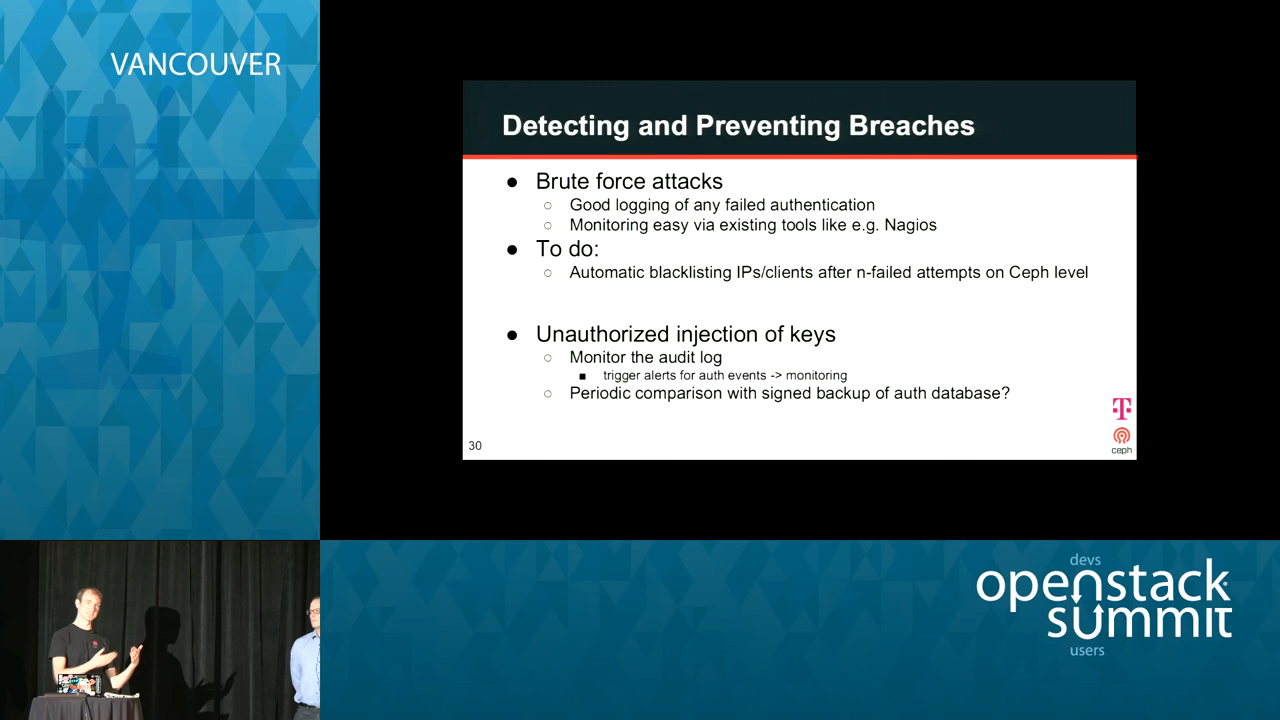 VANCOUVER
Detecting and Preventing Breaches
● Brute force attacks
○ Good logging of any failed authentication
○ Monitoring easy via existing tools like e.g. Nagios
● To do:
○ Automatic blacklisting IPs/clients after n-failed attempts on Ceph level
● Unauthorized injection of keys
○ Monitor the audit log
■ trigger alerts for auth events -> monitoring
○ Periodic comparison with signed backup of auth database?
T
ceph
30
devs
openstack
summit
users